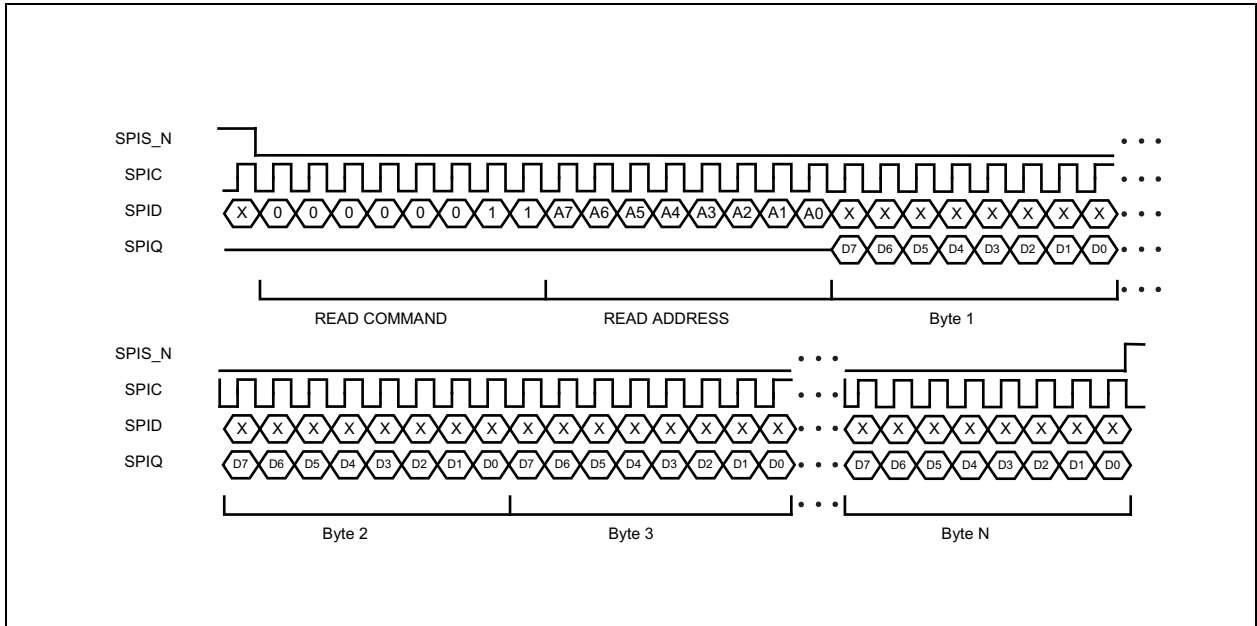 SPIS_N
SPIC
SPID X 0 0 0 0 0 0 1 1 A7 A6 A5 A4 A3 A2 A1 A0 X X X X X X X X
SPIQ D7 D6 D5 D4 D3 D2 D1 D0
READ COMMAND READ ADDRESS Byte 1
SPIS_N
SPIC
SPID X X X X X X X X X X X X X X X X X X X X X X X X
SPIQ D7 D6 D5 D4 D3 D2 D1 D0 D7 D6 D5 D4 D3 D2 D1 D0 D7 D6 D5 D4 D3 D2 D1 D0
Byte 2 Byte 3 Byte N